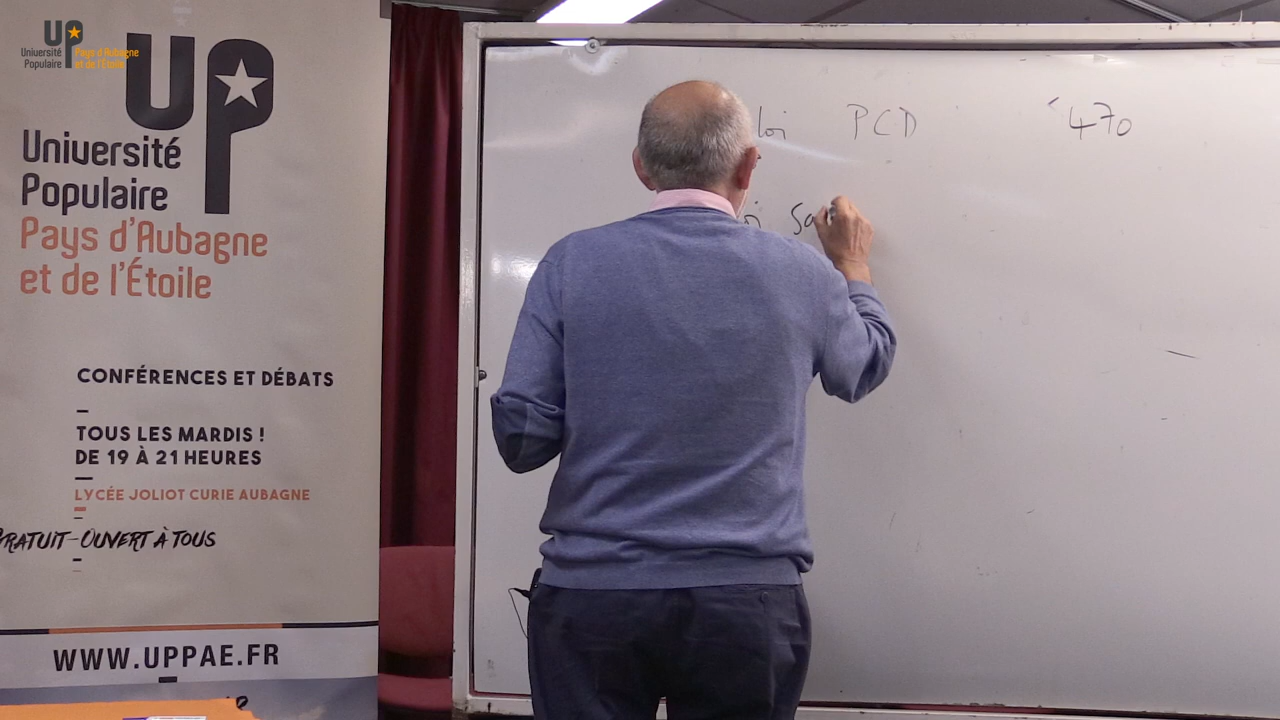 UP
Université
Populaire
Pays d'Aubagne
et de l'Étoile
UP
Université
Populaire
Pays d'Aubagne
et de l'Étoile
CONFÉRENCES ET DÉBATS
TOUS LES MARDIS !
DE 19 À 21 HEURES
LYCÉE JOLIOT CURIE AUBAGNE
GRATUIT - OUVERT À TOUS
WWW.UPPAE.FR
loi PCD 470